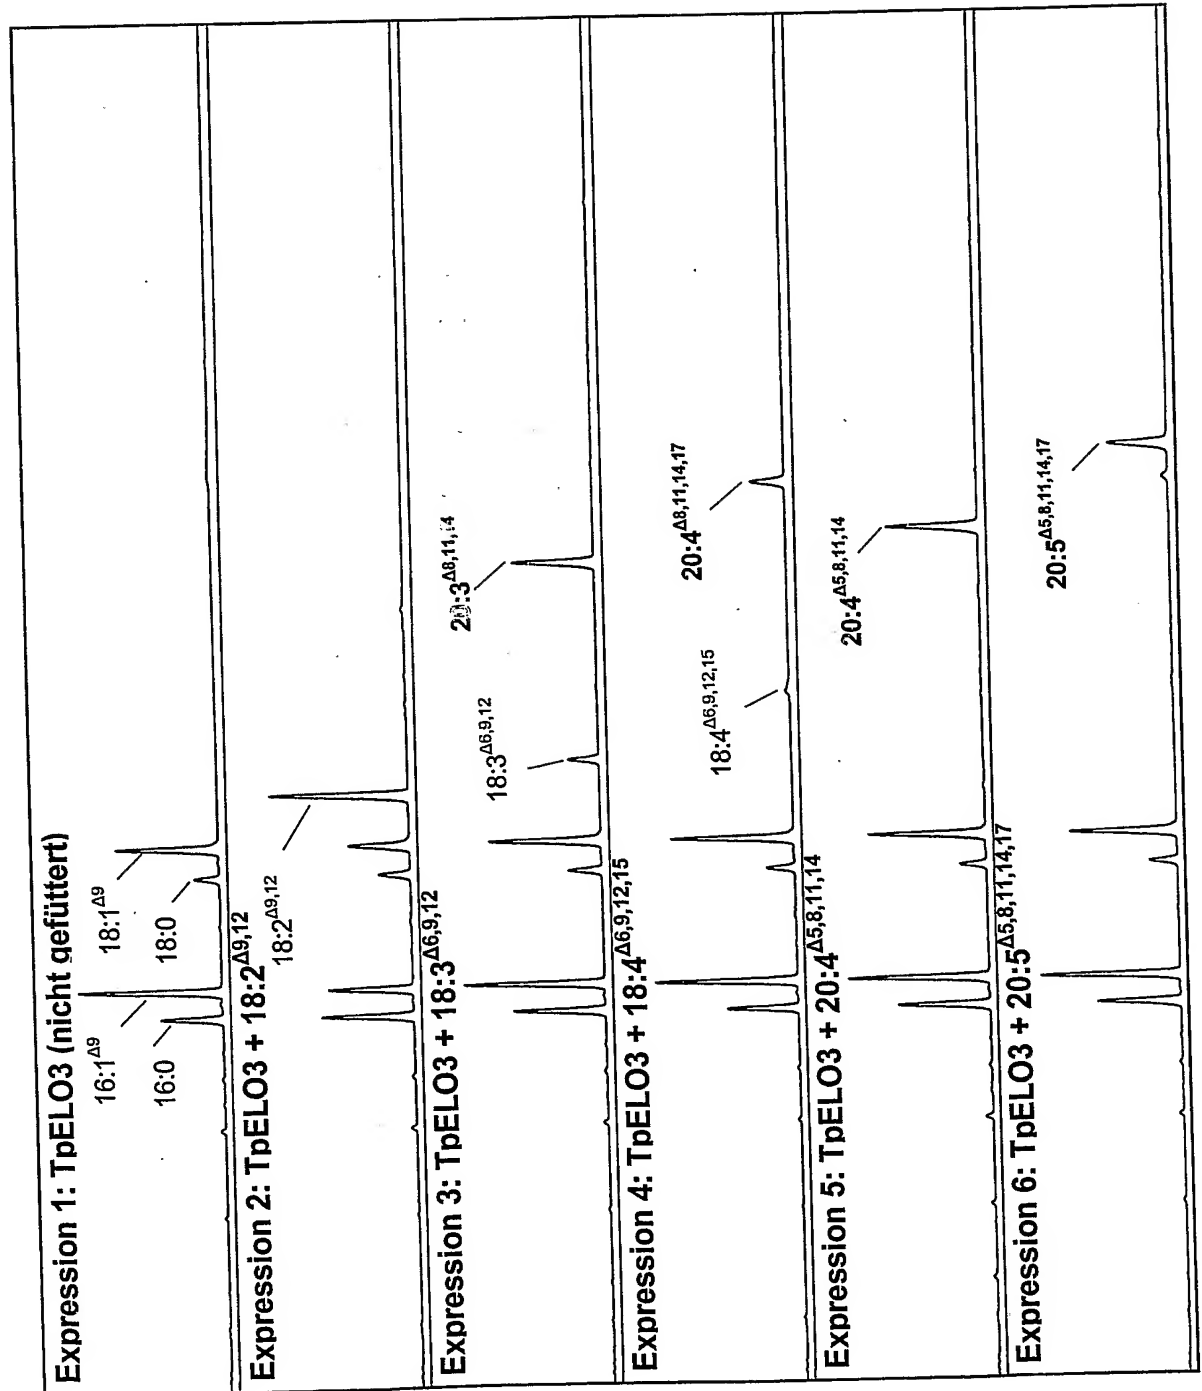 Expression 1: TpELO3 (nicht gefüttert)
16:1Δ9
16:0
18:1Δ9
18:0
Expression 2: TpELO3 + 18:2Δ9,12
18:2Δ9,12
Expression 3: TpELO3 + 18:3Δ6,9,12
18:3Δ6,9,12
20:3Δ8,11,14
Expression 4: TpELO3 + 18:4Δ6,9,12,15
18:4Δ6,9,12,15
20:4Δ8,11,14,17
Expression 5: TpELO3 + 20:4Δ5,8,11,14
20:4Δ5,8,11,14
Expression 6: TpELO3 + 20:5Δ5,8,11,14,17
20:5Δ5,8,11,14,17